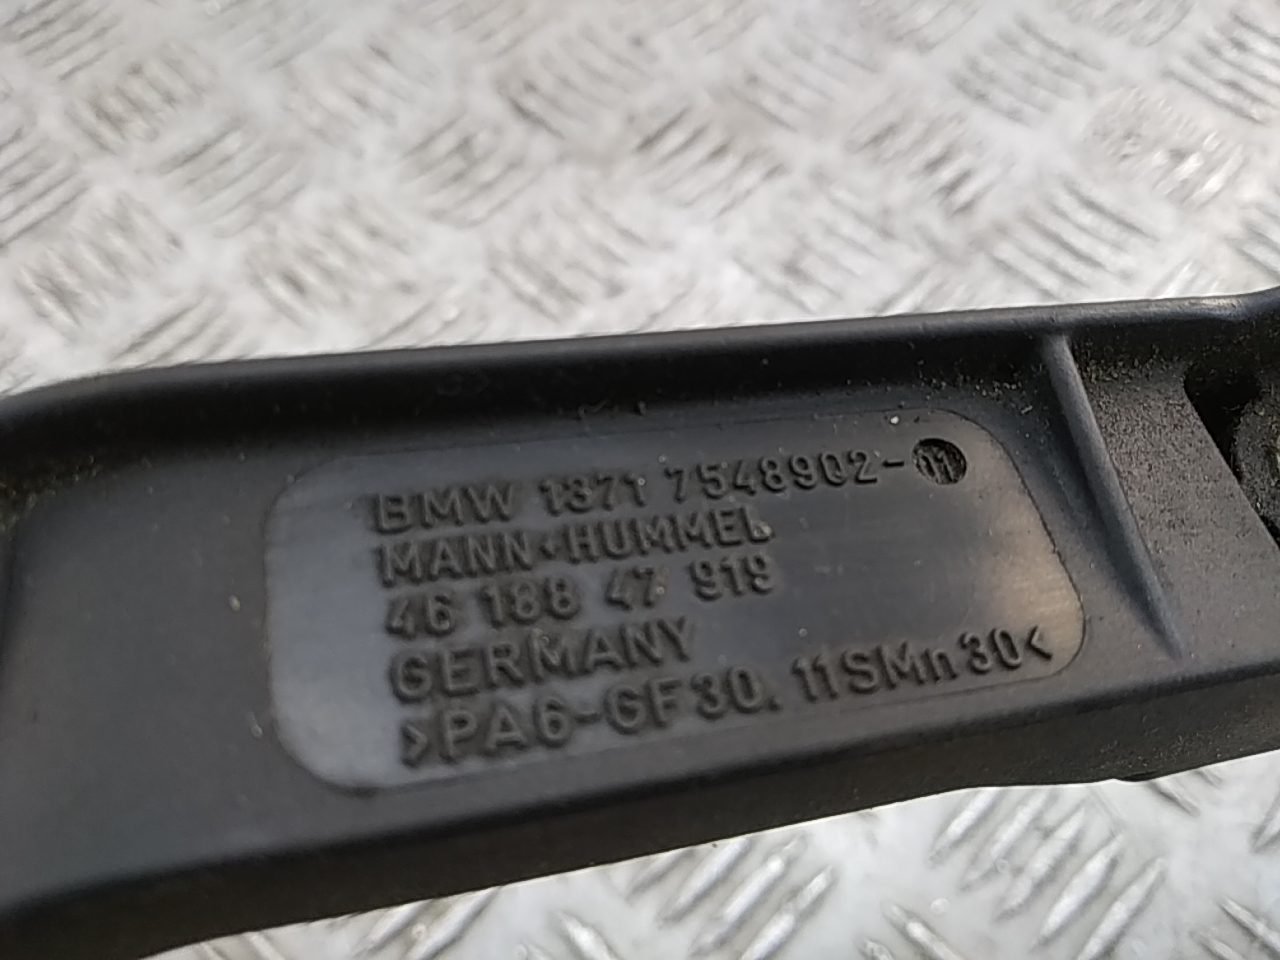 BMW 1371 7548902-01
MANN+HUMMEL
46 188 47 919
GERMANY
>PA6-GF30. 11SMn30<